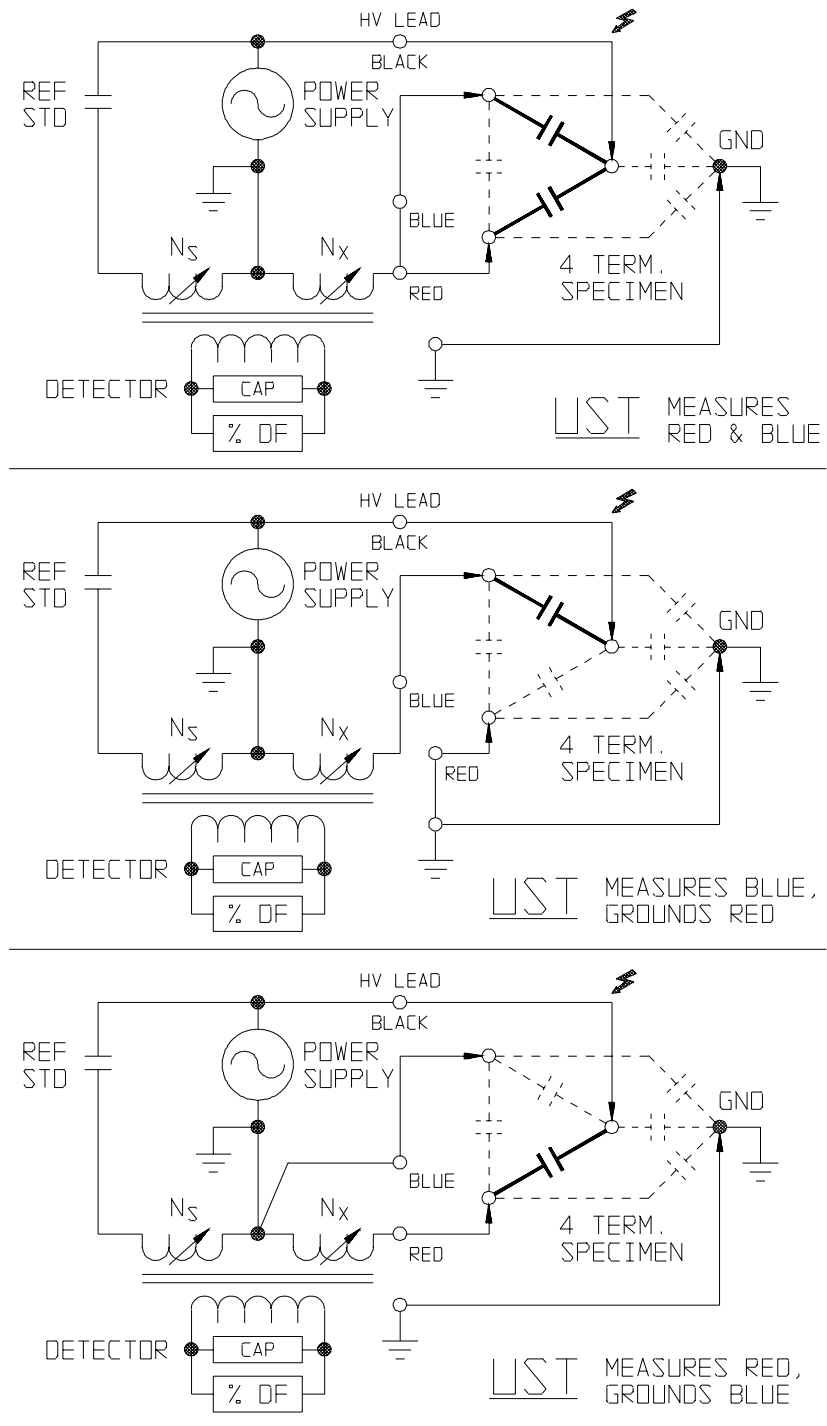 HV LEAD
BLACK
REF
STD
POWER
SUPPLY
GND
BLUE
NS
NX
RED
4 TERM.
SPECIMEN
DETECTOR
CAP
% DF
UST
MEASURES
RED & BLUE
HV LEAD
BLACK
REF
STD
POWER
SUPPLY
GND
BLUE
NS
NX
RED
4 TERM.
SPECIMEN
DETECTOR
CAP
% DF
UST
MEASURES BLUE,
GROUNDS RED
HV LEAD
BLACK
REF
STD
POWER
SUPPLY
GND
BLUE
NS
NX
RED
4 TERM.
SPECIMEN
DETECTOR
CAP
% DF
UST
MEASURES RED,
GROUNDS BLUE